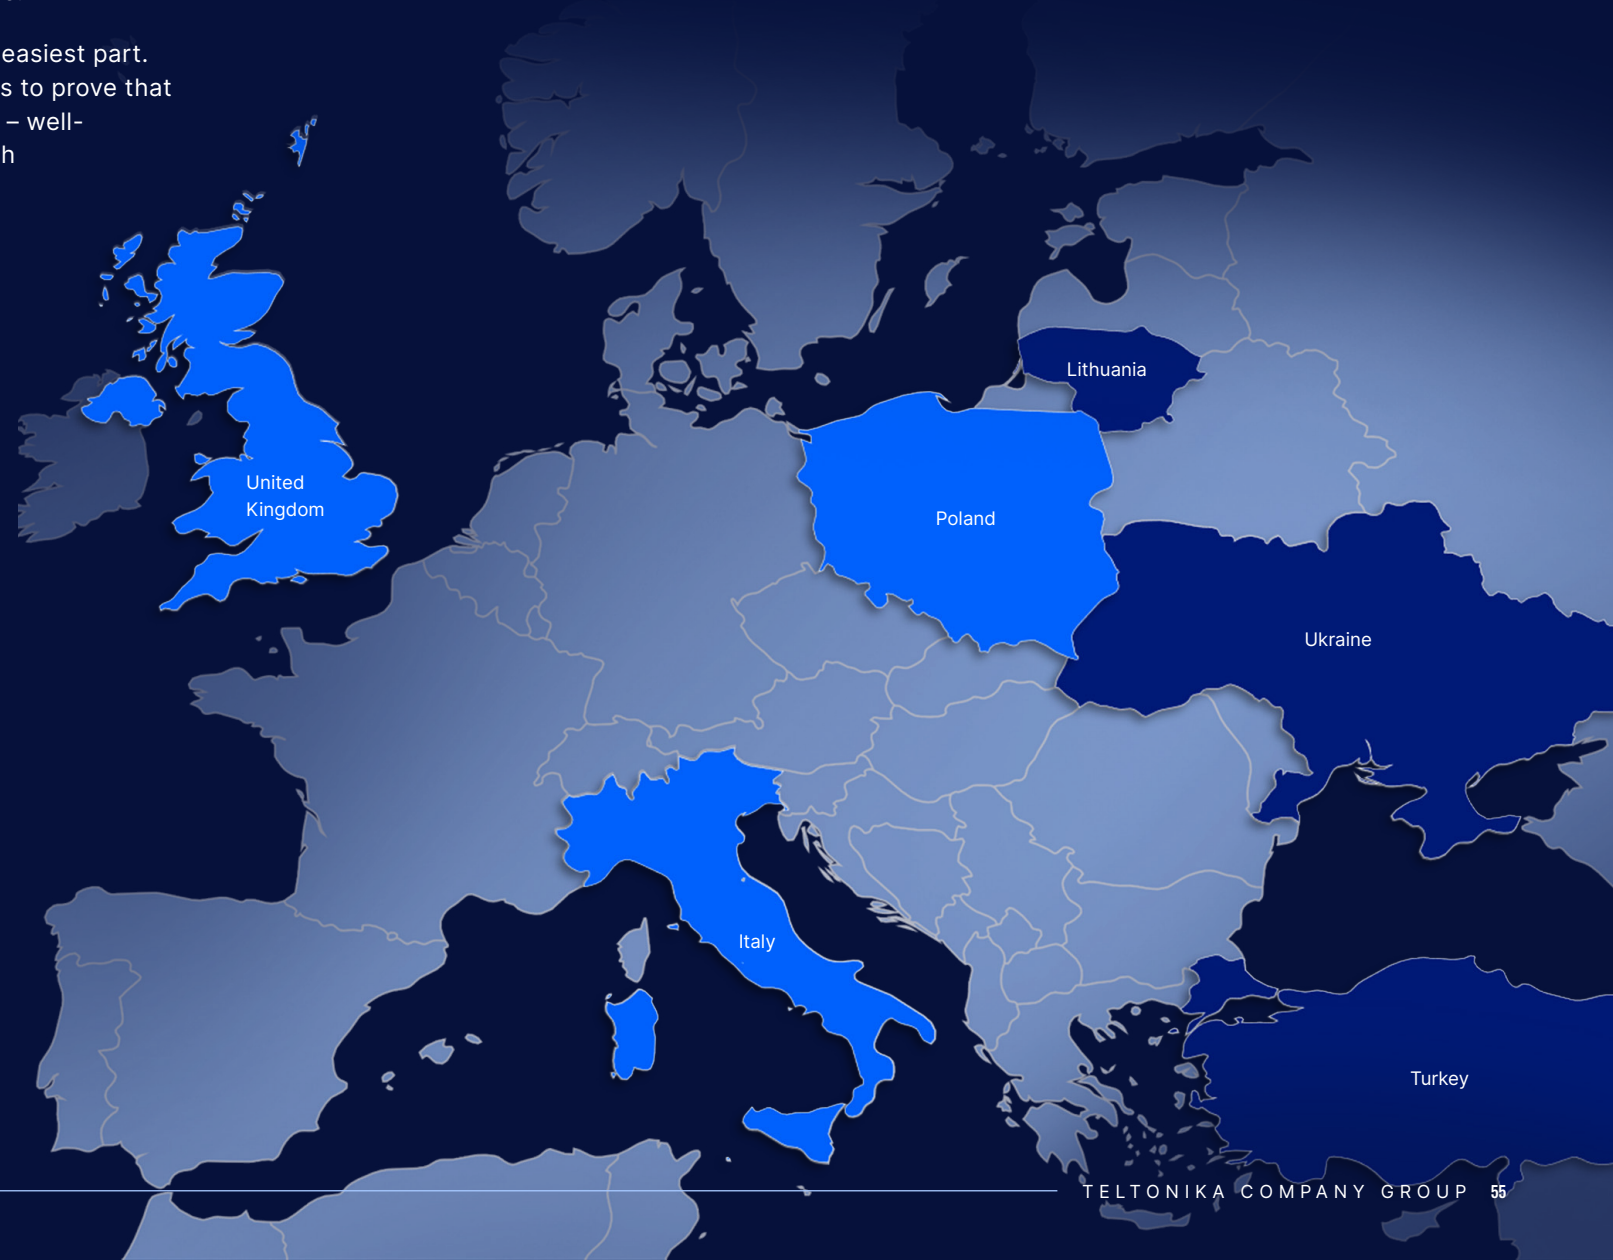 easiest part.
s to prove that
– well-
h
Lithuania
United
Kingdom
Poland
Ukraine
Italy
Turkey
TELTONIKA COMPANY GROUP 55